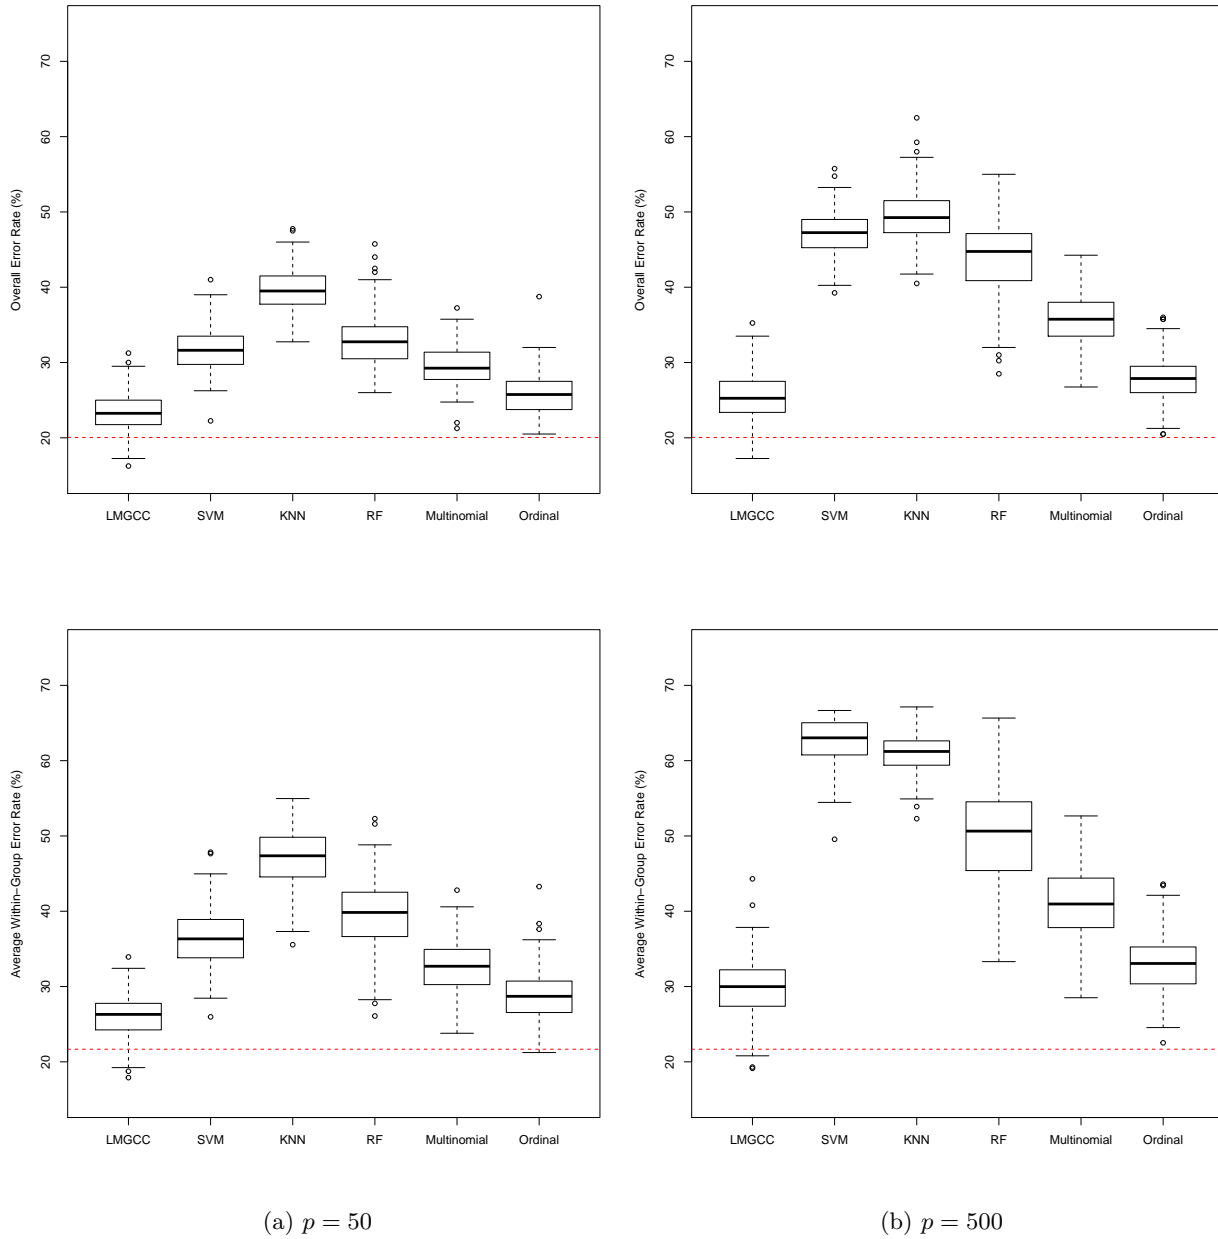 70
60
50
40
30
20
Overall Error Rate (%)
LMGCC SVM KNN RF Multinomial Ordinal
70
60
50
40
30
20
Overall Error Rate (%)
LMGCC SVM KNN RF Multinomial Ordinal
70
60
50
40
30
20
Average Within−Group Error Rate (%)
LMGCC SVM KNN RF Multinomial Ordinal
70
60
50
40
30
20
Average Within−Group Error Rate (%)
LMGCC SVM KNN RF Multinomial Ordinal
(a) p = 50
(b) p = 500